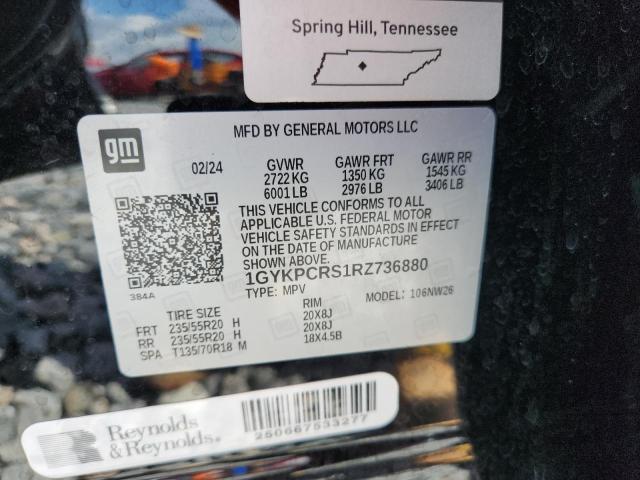 Spring Hill, Tennessee
gm
MFD BY GENERAL MOTORS LLC
02/24 GVWR GAWR FRT GAWR RR
2722 KG 1350 KG 1545 KG
6001 LB 2976 LB 3406 LB
THIS VEHICLE CONFORMS TO ALL
APPLICABLE U.S. FEDERAL MOTOR
VEHICLE SAFETY STANDARDS IN EFFECT
ON THE DATE OF MANUFACTURE
384A
1GYKPCRS1RZ736880
TYPE: MPV MODEL: 106NW26
TIRE SIZE RIM
FRT 235/55R20 H 20X8J
RR 235/55R20 H 20X8J
SPA T135/70R18 M 18X4.5B
Reynolds
& Reynolds®
250667533277